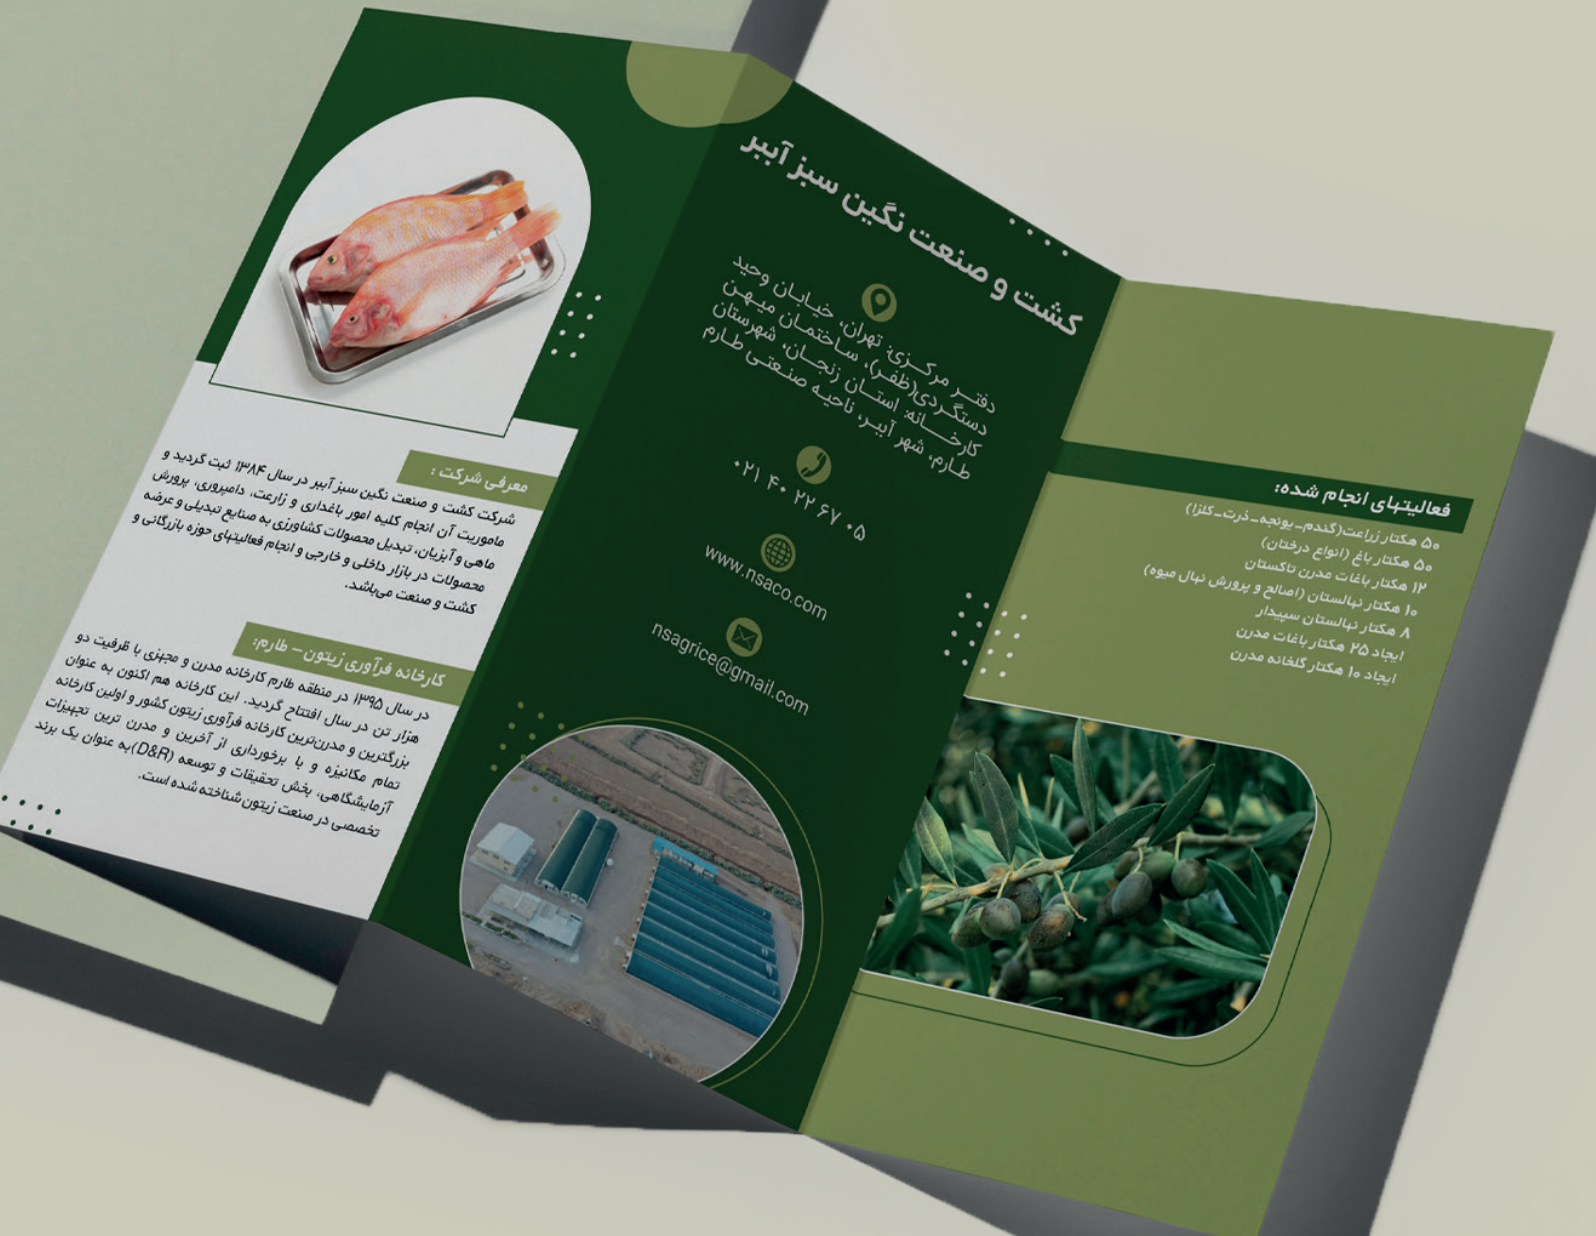 معرفی شرکت :
شرکت کشت و صنعت نگین سبز آببر در سال ۱۳۸۴ ثبت گردید و
ماموریت آن انجام کلیه امور باغداری و زارعت، دامپروری، پرورش
ماهی و آبزیان، تبدیل محصولات کشاورزی به صنایع تبدیلی و عرضه
محصولات در بازار داخلی و خارجی و انجام فعالیتهای حوزه بازرگانی و
کشت و صنعت می‌باشد.
کارخانه فرآوری زیتون – طارم:
در سال ۱۳۹۵ در منطقه طارم کارخانه مدرن و مجهزی با ظرفیت دو
هزار تن در سال افتتاح گردید. این کارخانه هم اکنون به عنوان
بزرگترین و مدرن‌ترین کارخانه فرآوری زیتون کشور و اولین کارخانه
تمام مکانیزه و با برخورداری از آخرین و مدرن ترین تجهیزات
آزمایشگاهی، بخش تحقیقات و توسعه (D&R) به عنوان یک برند
تخصصی در صنعت زیتون شناخته شده است.
کشت و صنعت نگین سبز آببر
دفتر مرکزی: تهران، خیابان وحید
دستگردی(ظفر)، ساختمان میهن
کارخانه: استان زنجان، شهرستان
طارم، شهر آببر، ناحیه صنعتی طارم
۰۲۱ ۴۰ ۲۲ ۶۷ ۰۵
www.nsaco.com
nsagrice@gmail.com
فعالیتهای انجام شده:
۵۰ هکتار زراعت(گندم-یونجه-ذرت-کلزا)
۵۰ هکتار باغ (انواع درختان)
۱۲ هکتار باغات مدرن تاکستان
۱۰ هکتار نهالستان (اصالح و پرورش نهال میوه)
۸ هکتار نهالستان سپیدار
ایجاد ۲۵ هکتار باغات مدرن
ایجاد ۱۰ هکتار گلخانه مدرن